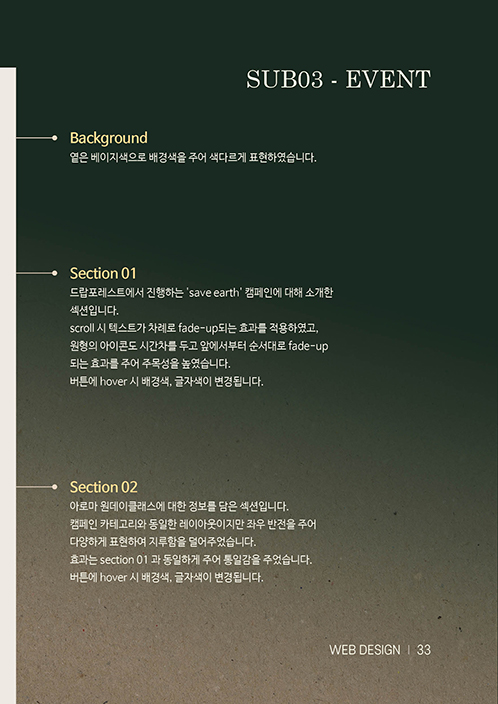 SUB03 - EVENT
Background
옅은 베이지색으로 배경색을 주어 색다르게 표현하였습니다.
Section 01
드랍포레스트에서 진행하는 'save earth' 캠페인에 대해 소개한
섹션입니다.
scroll 시 텍스트가 차례로 fade-up되는 효과를 적용하였고,
원형의 아이콘도 시간차를 두고 앞에서부터 순서대로 fade-up
되는 효과를 주어 주목성을 높였습니다.
버튼에 hover 시 배경색, 글자색이 변경됩니다.
Section 02
아로마 원데이클래스에 대한 정보를 담은 섹션입니다.
캠페인 카테고리와 동일한 레이아웃이지만 좌우 반전을 주어
다양하게 표현하여 지루함을 덜어주었습니다.
효과는 section 01 과 동일하게 주어 통일감을 주었습니다.
버튼에 hover 시 배경색, 글자색이 변경됩니다.
WEB DESIGN | 33